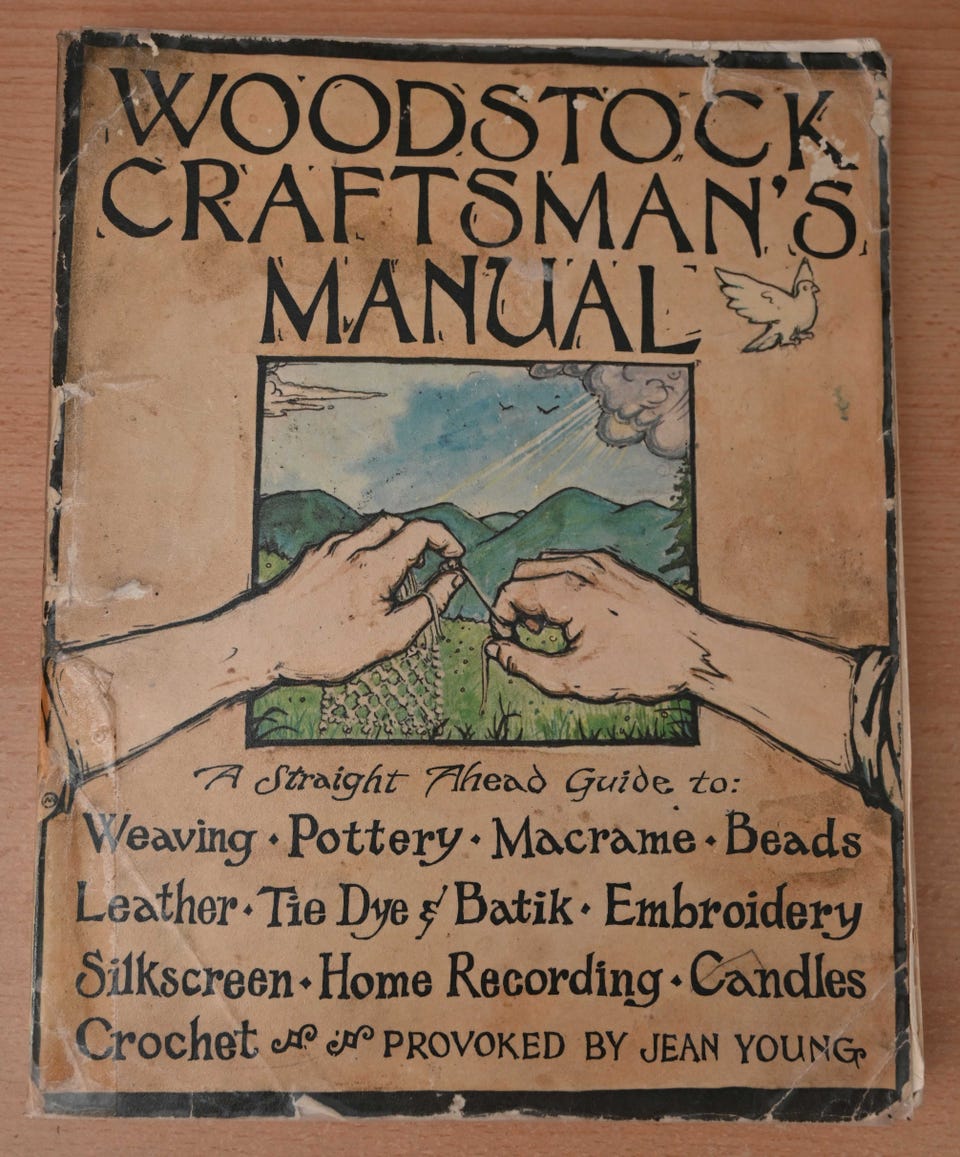 WOODSTOCK
CRAFTSMAN'S
MANUAL
A Straight Ahead Guide to:
Weaving · Pottery · Macrame · Beads
Leather · Tie Dye & Batik · Embroidery
Silkscreen · Home Recording · Candles
Crochet PROVOKED BY JEAN YOUNG